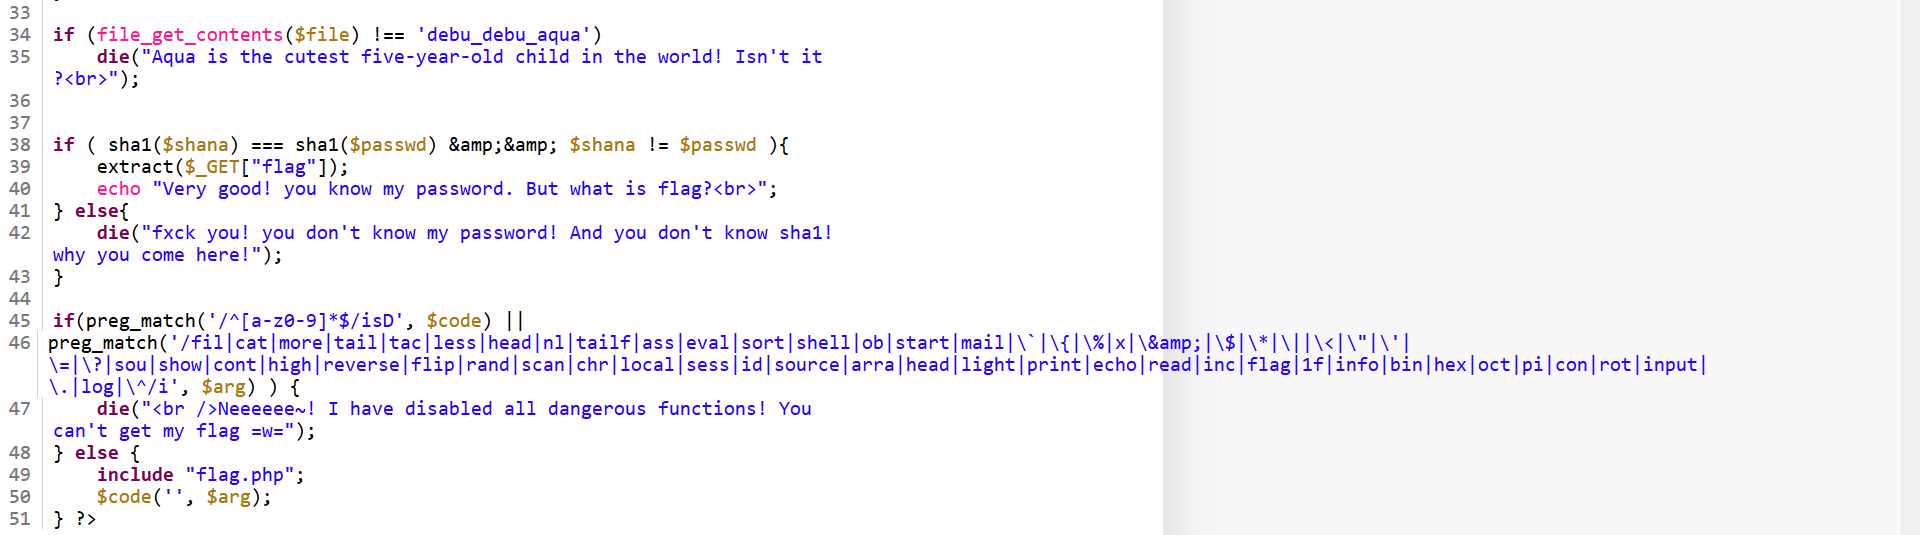 33
34 if (file_get_contents($file) !== 'debu_debu_aqua')
35     die("Aqua is the cutest five-year-old child in the world! Isn't it
?<br>");
36
37
38 if ( sha1($shana) === sha1($passwd) &amp;&amp; $shana != $passwd ){
39     extract($_GET["flag"]);
40     echo "Very good! you know my password. But what is flag?<br>";
41 } else{
42     die("fxck you! you don't know my password! And you don't know sha1!
why you come here!");
43 }
44
45 if(preg_match('/^[a-z0-9]*$/isD', $code) ||
46 preg_match('/fil|cat|more|tail|tac|less|head|nl|tailf|ass|eval|sort|shell|ob|start|mail|\`|\{|\%|x|\&amp;|\$|\*|\||\<|\"|\'|
\=|\?|sou|show|cont|high|reverse|flip|rand|scan|chr|local|sess|id|source|arra|head|light|print|echo|read|inc|flag|1f|info|bin|hex|oct|pi|con|rot|input|
\.|log|\^/i', $arg) ) {
47     die("<br />Neeeeee~! I have disabled all dangerous functions! You
can't get my flag =w=");
48 } else {
49     include "flag.php";
50     $code('', $arg);
51 } ?>